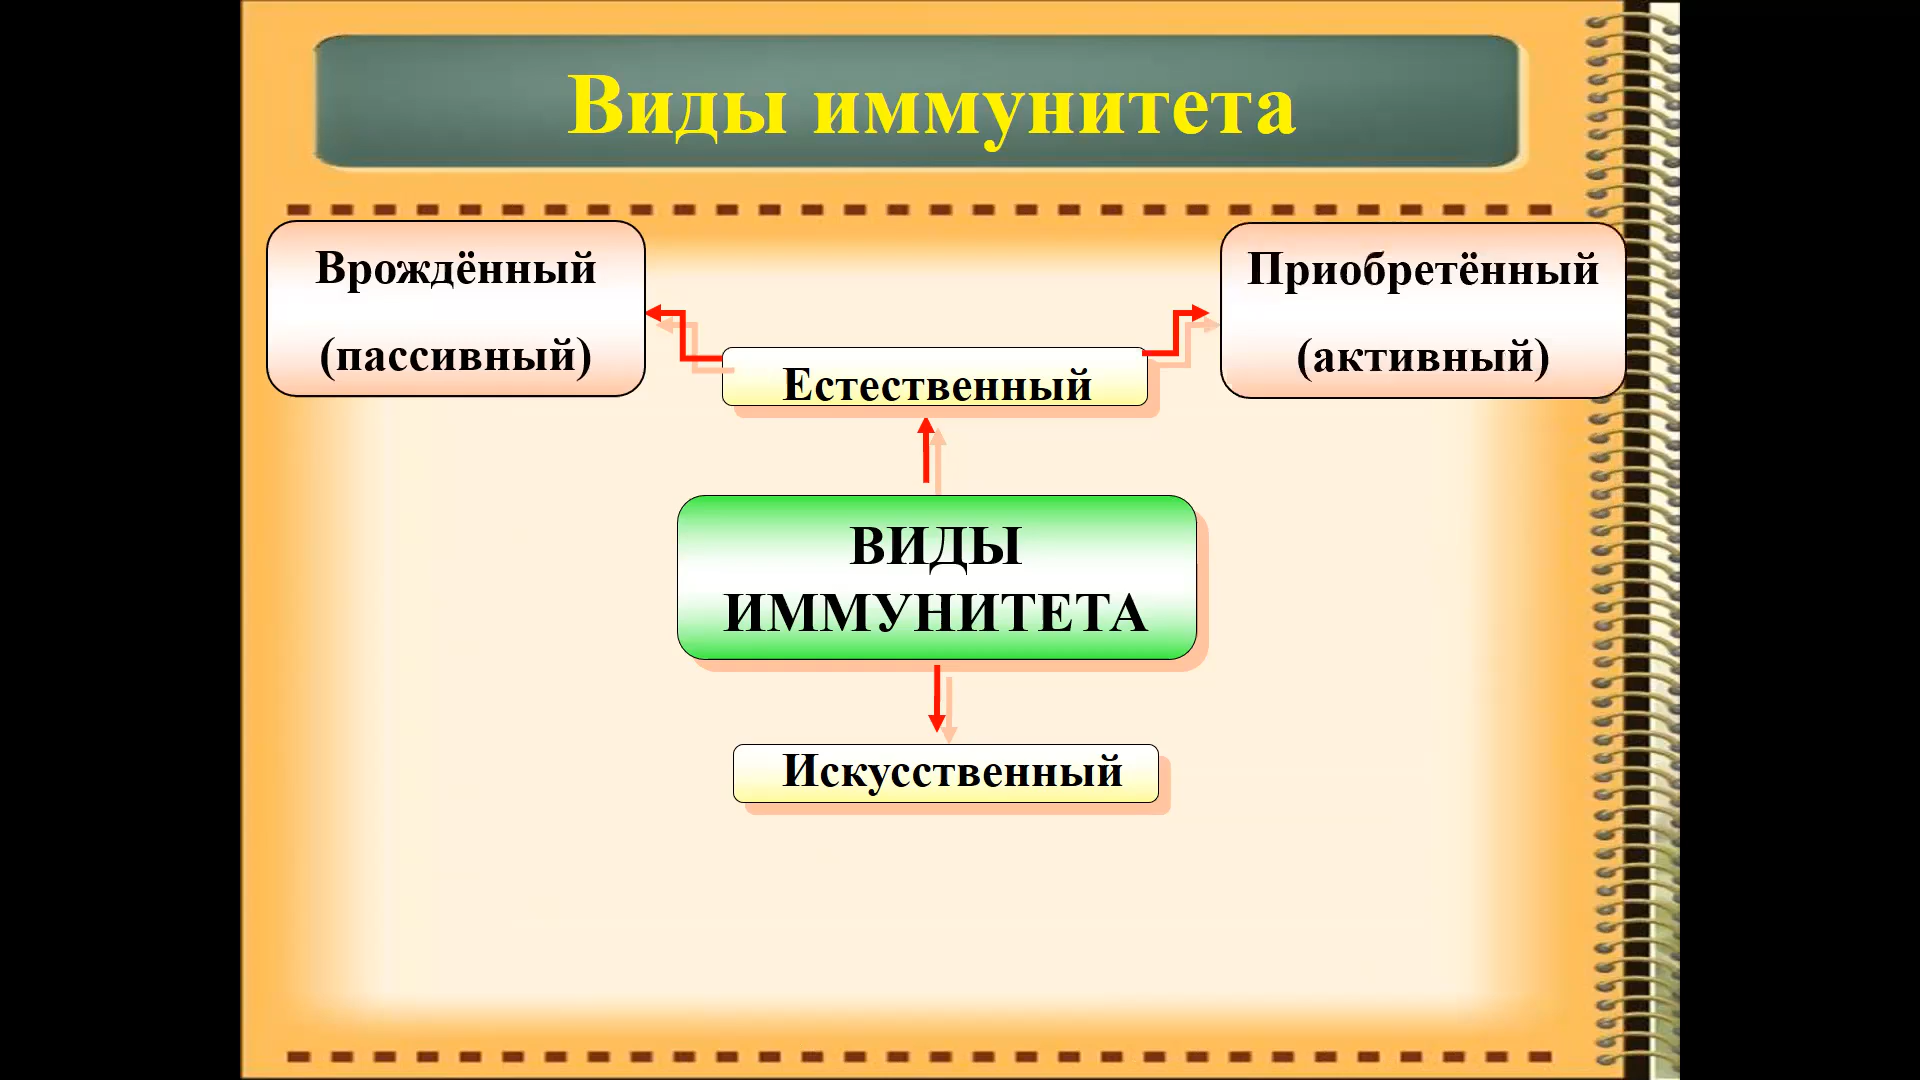 Виды иммунитета
Врождённый
(пассивный)
Приобретённый
(активный)
Естественный
ВИДЫ
ИММУНИТЕТА
Искусственный